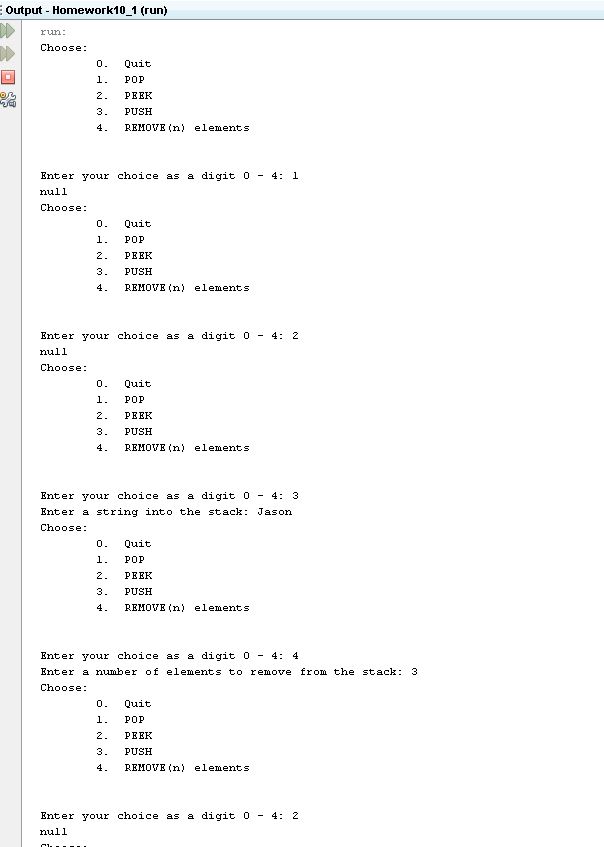 Output - Homework10_1 (run)
run:
Choose:
0. Quit
1. POP
2. PEEK
3. PUSH
4. REMOVE(n) elements
Enter your choice as a digit 0 - 4: 1
null
Choose:
0. Quit
1. POP
2. PEEK
3. PUSH
4. REMOVE(n) elements
Enter your choice as a digit 0 - 4: 2
null
Choose:
0. Quit
1. POP
2. PEEK
3. PUSH
4. REMOVE(n) elements
Enter your choice as a digit 0 - 4: 3
Enter a string into the stack: Jason
Choose:
0. Quit
1. POP
2. PEEK
3. PUSH
4. REMOVE(n) elements
Enter your choice as a digit 0 - 4: 4
Enter a number of elements to remove from the stack: 3
Choose:
0. Quit
1. POP
2. PEEK
3. PUSH
4. REMOVE(n) elements
Enter your choice as a digit 0 - 4: 2
null